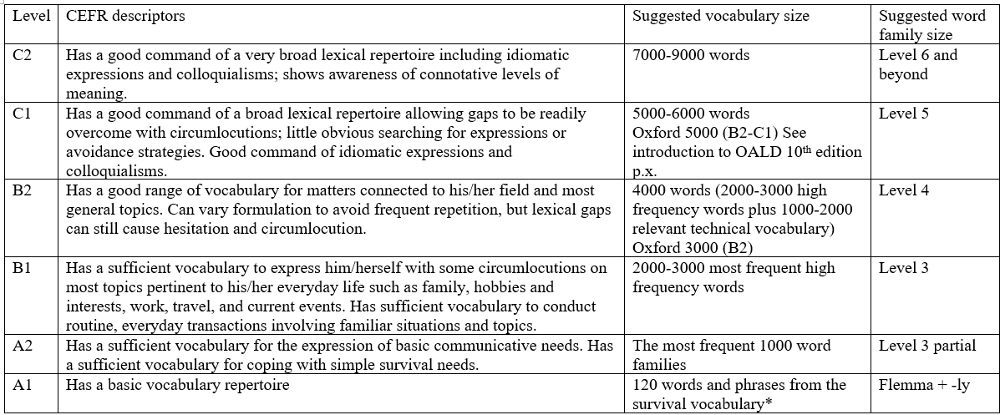 Level CEFR descriptors Suggested vocabulary size Suggested word
family size
C2 Has a good command of a very broad lexical repertoire including idiomatic 7000-9000 words Level 6 and
expressions and colloquialisms; shows awareness of connotative levels of beyond
meaning.
C1 Has a good command of a broad lexical repertoire allowing gaps to be readily 5000-6000 words Level 5
overcome with circumlocutions; little obvious searching for expressions or Oxford 5000 (B2-C1) See
avoidance strategies. Good command of idiomatic expressions and introduction to OALD 10th edition
colloquialisms. p.x.
B2 Has a good range of vocabulary for matters connected to his/her field and most 4000 words (2000-3000 high Level 4
general topics. Can vary formulation to avoid frequent repetition, but lexical gaps frequency words plus 1000-2000
can still cause hesitation and circumlocution. relevant technical vocabulary)
Oxford 3000 (B2)
B1 Has a sufficient vocabulary to express him/herself with some circumlocutions on 2000-3000 most frequent high Level 3
most topics pertinent to his/her everyday life such as family, hobbies and frequency words
interests, work, travel, and current events. Has sufficient vocabulary to conduct
routine, everyday transactions involving familiar situations and topics.
A2 Has a sufficient vocabulary for the expression of basic communicative needs. Has The most frequent 1000 word Level 3 partial
a sufficient vocabulary for coping with simple survival needs. families
A1 Has a basic vocabulary repertoire 120 words and phrases from the Flemma + -ly
survival vocabulary*